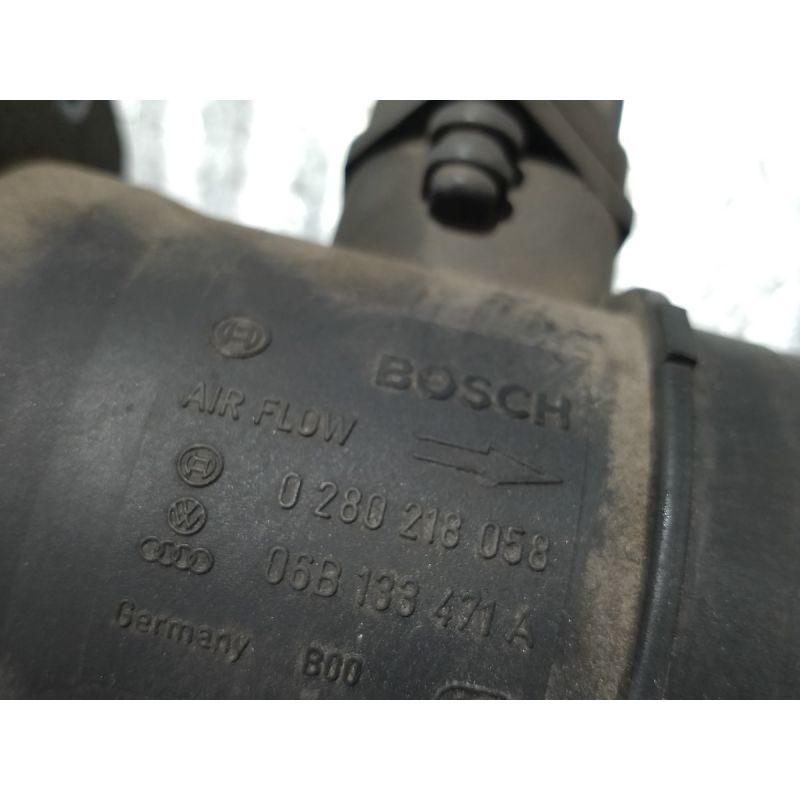 BOSCH
AIR FLOW
0 280 218 058
06B 133 471 A
Germany B00